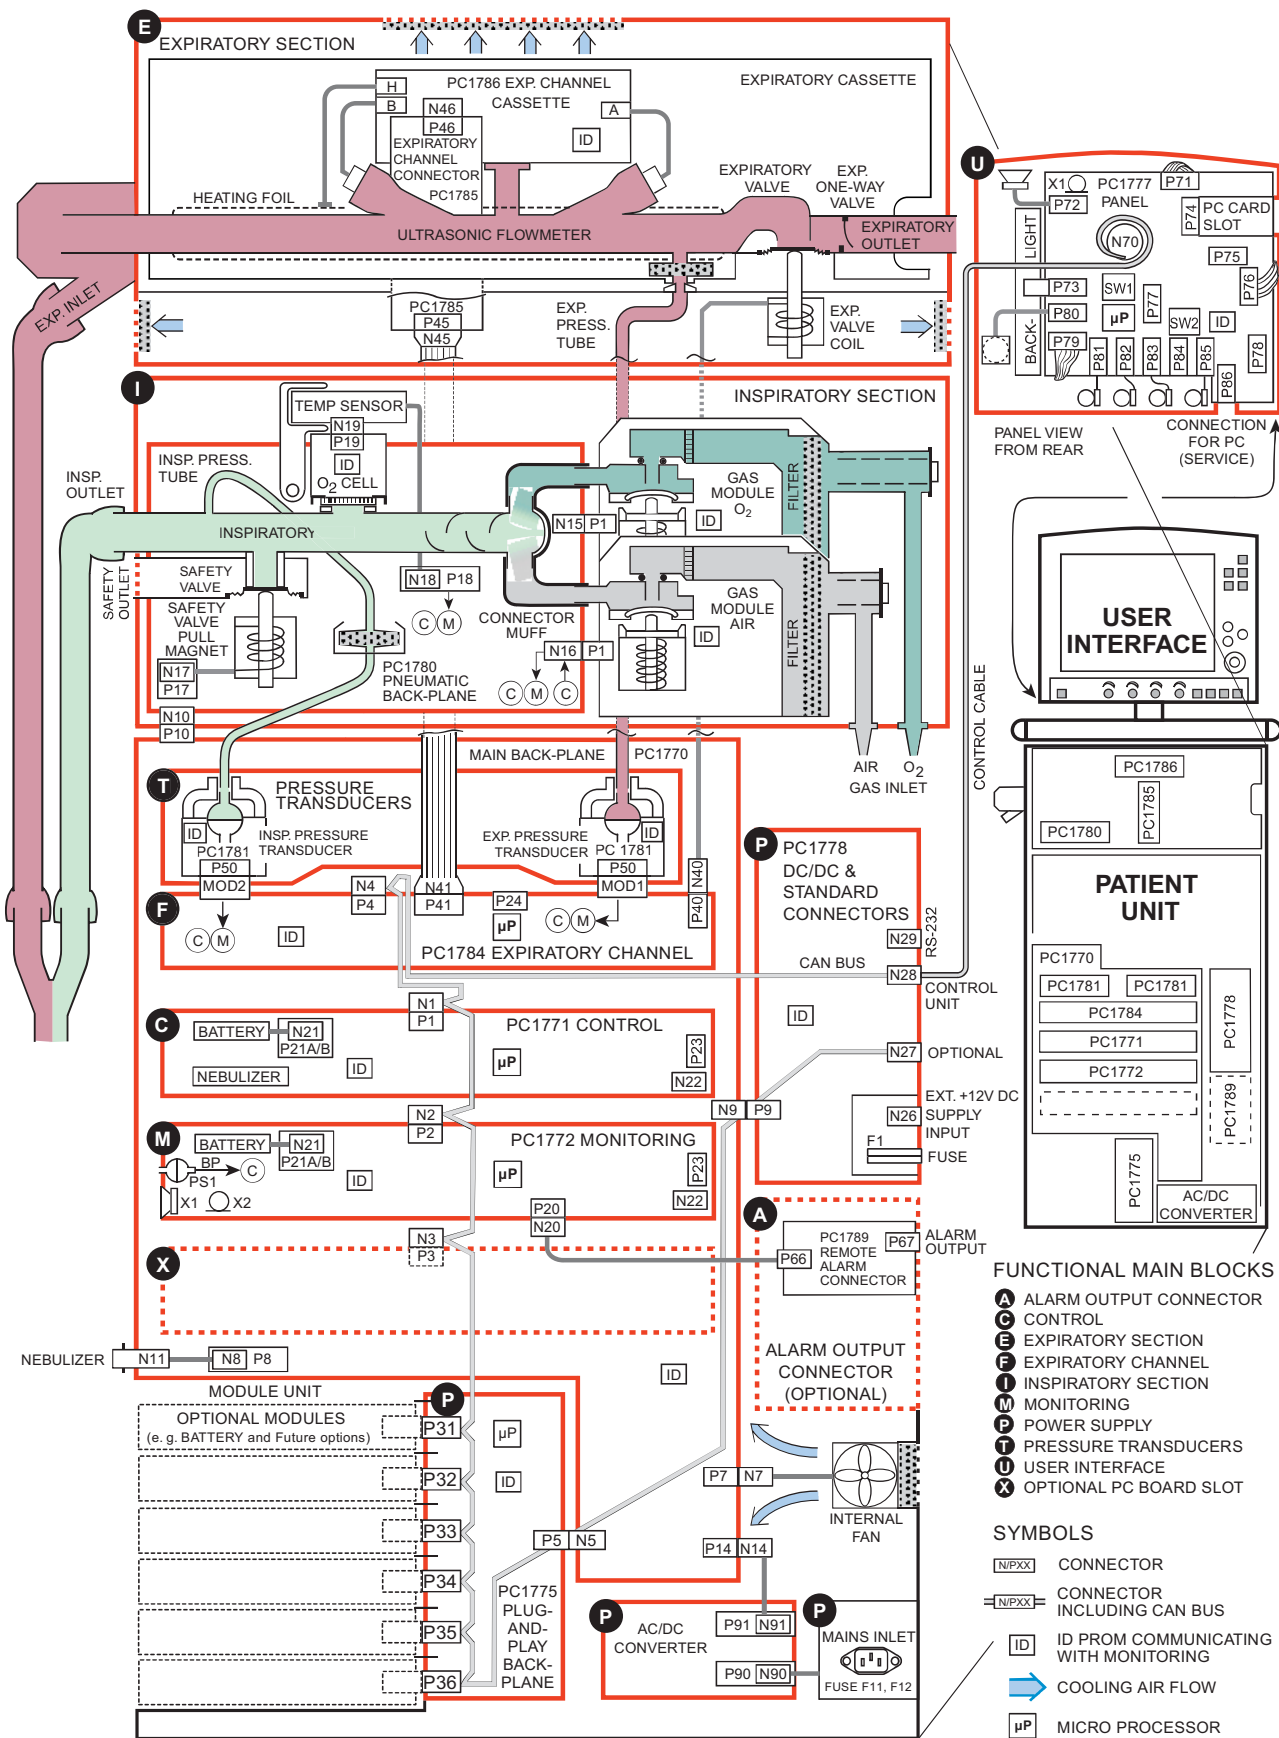 E
EXPIRATORY SECTION
PC1786 EXP. CHANNEL
CASSETTE
EXPIRATORY CASSETTE
H
B
N46
P46
A
ID
EXPIRATORY
CHANNEL
CONNECTOR
PC1785
HEATING FOIL
EXPIRATORY
VALVE
EXP.
ONE-WAY
VALVE
ULTRASONIC FLOWMETER
EXPIRATORY
OUTLET
EXP. INLET
PC1785
P45
N45
EXP.
PRESS.
TUBE
EXP.
VALVE
COIL
U
X1
PC1777
PANEL
P71
P72
P74
PC CARD
SLOT
N70
LIGHT
BACK-
P75
P76
P73
SW1
P77
P80
µP
SW2
ID
P79
P81
P82
P83
P84
P85
P78
P86
PANEL VIEW
FROM REAR
CONNECTION
FOR PC
(SERVICE)
I
INSPIRATORY SECTION
TEMP SENSOR
N19
P19
ID
O2 CELL
INSP. PRESS.
TUBE
INSP.
OUTLET
GAS
MODULE
O2
FILTER
ID
N15 P1
INSPIRATORY
SAFETY
OUTLET
SAFETY
VALVE
SAFETY
VALVE
PULL
MAGNET
N17
P17
N18 P18
C M
CONNECTOR
MUFF
GAS
MODULE
AIR
FILTER
ID
N16 P1
C M C
PC1780
PNEUMATIC
BACK-PLANE
N10
P10
AIR O2
GAS INLET
CONTROL CABLE
USER
INTERFACE
MAIN BACK-PLANE PC1770
T
PRESSURE
TRANSDUCERS
ID
PC1781
P50
MOD2
INSP. PRESSURE
TRANSDUCER
EXP. PRESSURE
TRANSDUCER
ID
PC 1781
P50
MOD1
N4
P4
N41
P41
P24
N40
P40
F
C M
ID
µP
C M
PC1784 EXPIRATORY CHANNEL
P
PC1778
DC/DC &
STANDARD
CONNECTORS
N29
RS-232
CAN BUS
N28
CONTROL
UNIT
ID
N27
OPTIONAL
EXT. +12V DC
N26
SUPPLY
INPUT
F1
FUSE
N9 P9
PC1786
PC1785
PC1780
PATIENT
UNIT
PC1770
PC1781
PC1781
PC1784
PC1771
PC1772
PC1778
PC1789
PC1775
AC/DC
CONVERTER
N1
P1
C
BATTERY
N21
P21A/B
NEBULIZER
ID
PC1771 CONTROL
µP
P23
N22
N2
P2
M
BATTERY
N21
P21A/B
BP
C
PS1
X1
X2
ID
PC1772 MONITORING
µP
P23
N22
P20
N20
N3
P3
X
A
PC1789
REMOTE
ALARM
CONNECTOR
P66
P67
ALARM
OUTPUT
ALARM OUTPUT
CONNECTOR
(OPTIONAL)
NEBULIZER
N11
N8 P8
ID
MODULE UNIT
OPTIONAL MODULES
(e. g. BATTERY and Future options)
P
P31
P32
P33
P34
P35
P36
µP
ID
P5 N5
PC1775
PLUG-
AND-
PLAY
BACK-
PLANE
P7 N7
INTERNAL
FAN
P14 N14
P
AC/DC
CONVERTER
P91 N91
P90 N90
P
MAINS INLET
FUSE F11, F12
FUNCTIONAL MAIN BLOCKS
A ALARM OUTPUT CONNECTOR
C CONTROL
E EXPIRATORY SECTION
F EXPIRATORY CHANNEL
I INSPIRATORY SECTION
M MONITORING
P POWER SUPPLY
T PRESSURE TRANSDUCERS
U USER INTERFACE
X OPTIONAL PC BOARD SLOT
SYMBOLS
N/PXX CONNECTOR
N/PXX CONNECTOR
INCLUDING CAN BUS
ID ID PROM COMMUNICATING
WITH MONITORING
COOLING AIR FLOW
µP MICRO PROCESSOR